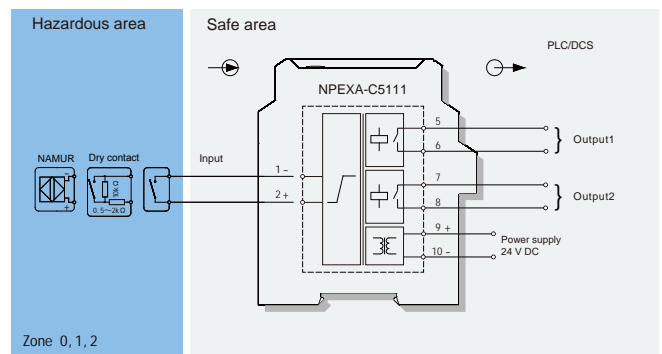 Hazardous area
Safe area
PLC/DCS
NPEXA-C5111
NAMUR
Dry contact
Input
-
+
10k Ω
0.5～2k Ω
1 -
2 +
5
6
Output1
7
8
Output2
9 +
10 -
Power supply
24 V DC
Zone 0, 1, 2